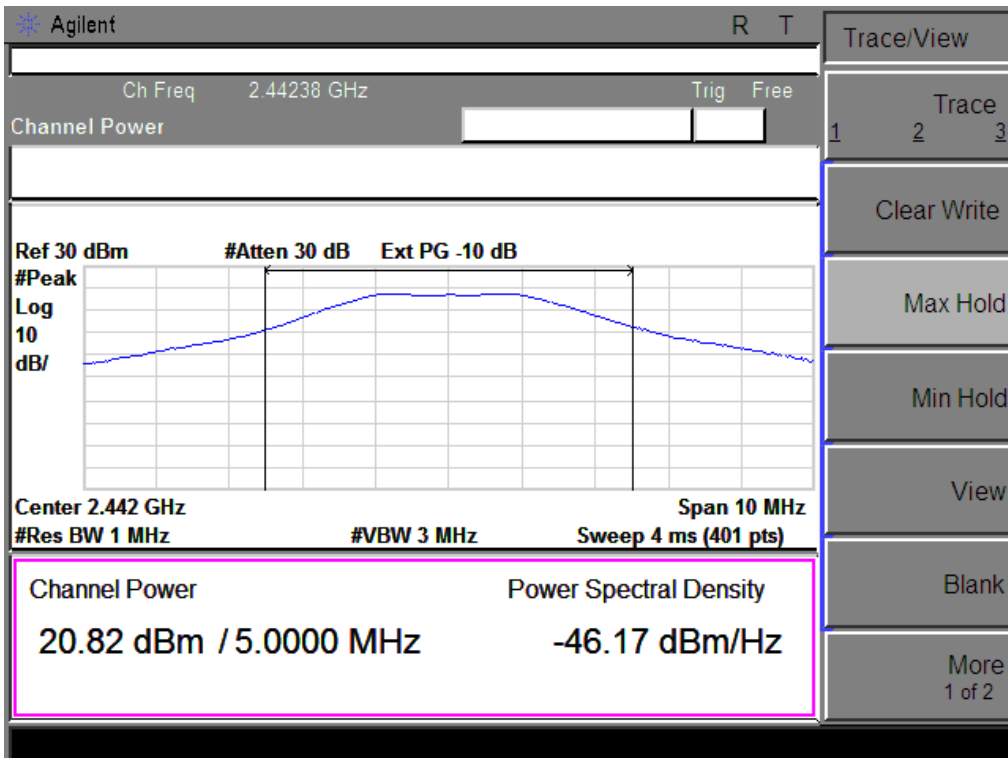 Agilent R T
Trace/View
Ch Freq 2.44238 GHz Trig Free
Channel Power
Trace
1 2 3
Clear Write
Ref 30 dBm #Atten 30 dB Ext PG -10 dB
#Peak
Log
10
dB/
Max Hold
Min Hold
Center 2.442 GHz Span 10 MHz
#Res BW 1 MHz #VBW 3 MHz Sweep 4 ms (401 pts)
View
Channel Power Power Spectral Density
20.82 dBm / 5.0000 MHz -46.17 dBm/Hz
Blank
More
1 of 2